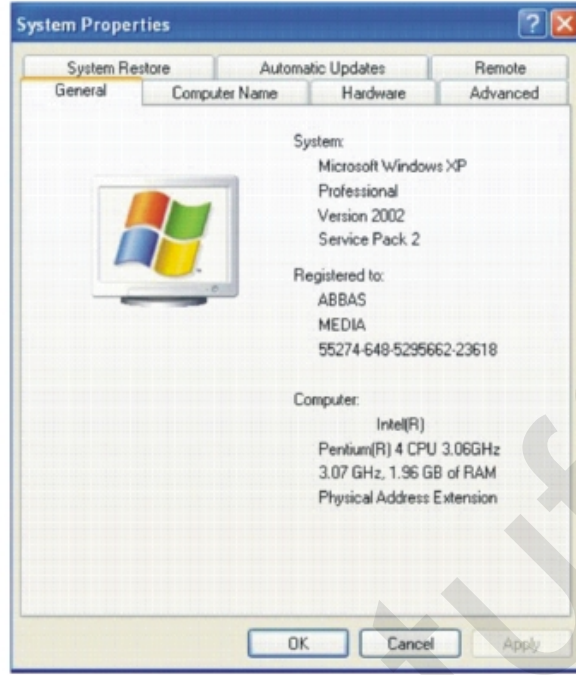 System Properties
System Restore Automatic Updates Remote
General Computer Name Hardware Advanced
System:
Microsoft Windows XP
Professional
Version 2002
Service Pack 2
Registered to:
ABBAS
MEDIA
55274-648-5295662-23618
Computer:
Intel(R)
Pentium(R) 4 CPU 3.06GHz
3.07 GHz, 1.96 GB of RAM
Physical Address Extension
OK Cancel Apply